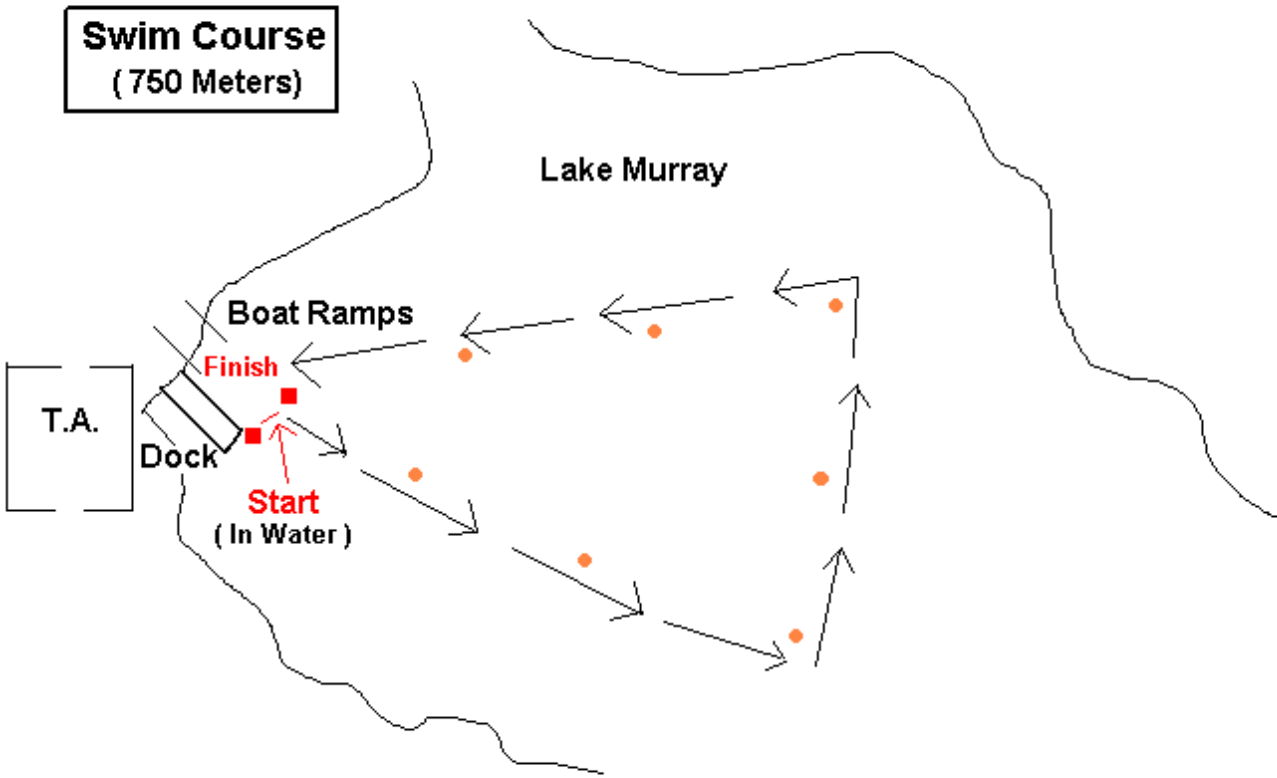 Swim Course
( 750 Meters)
Lake Murray
Boat Ramps
Finish
T.A.
Dock
Start
( In Water )